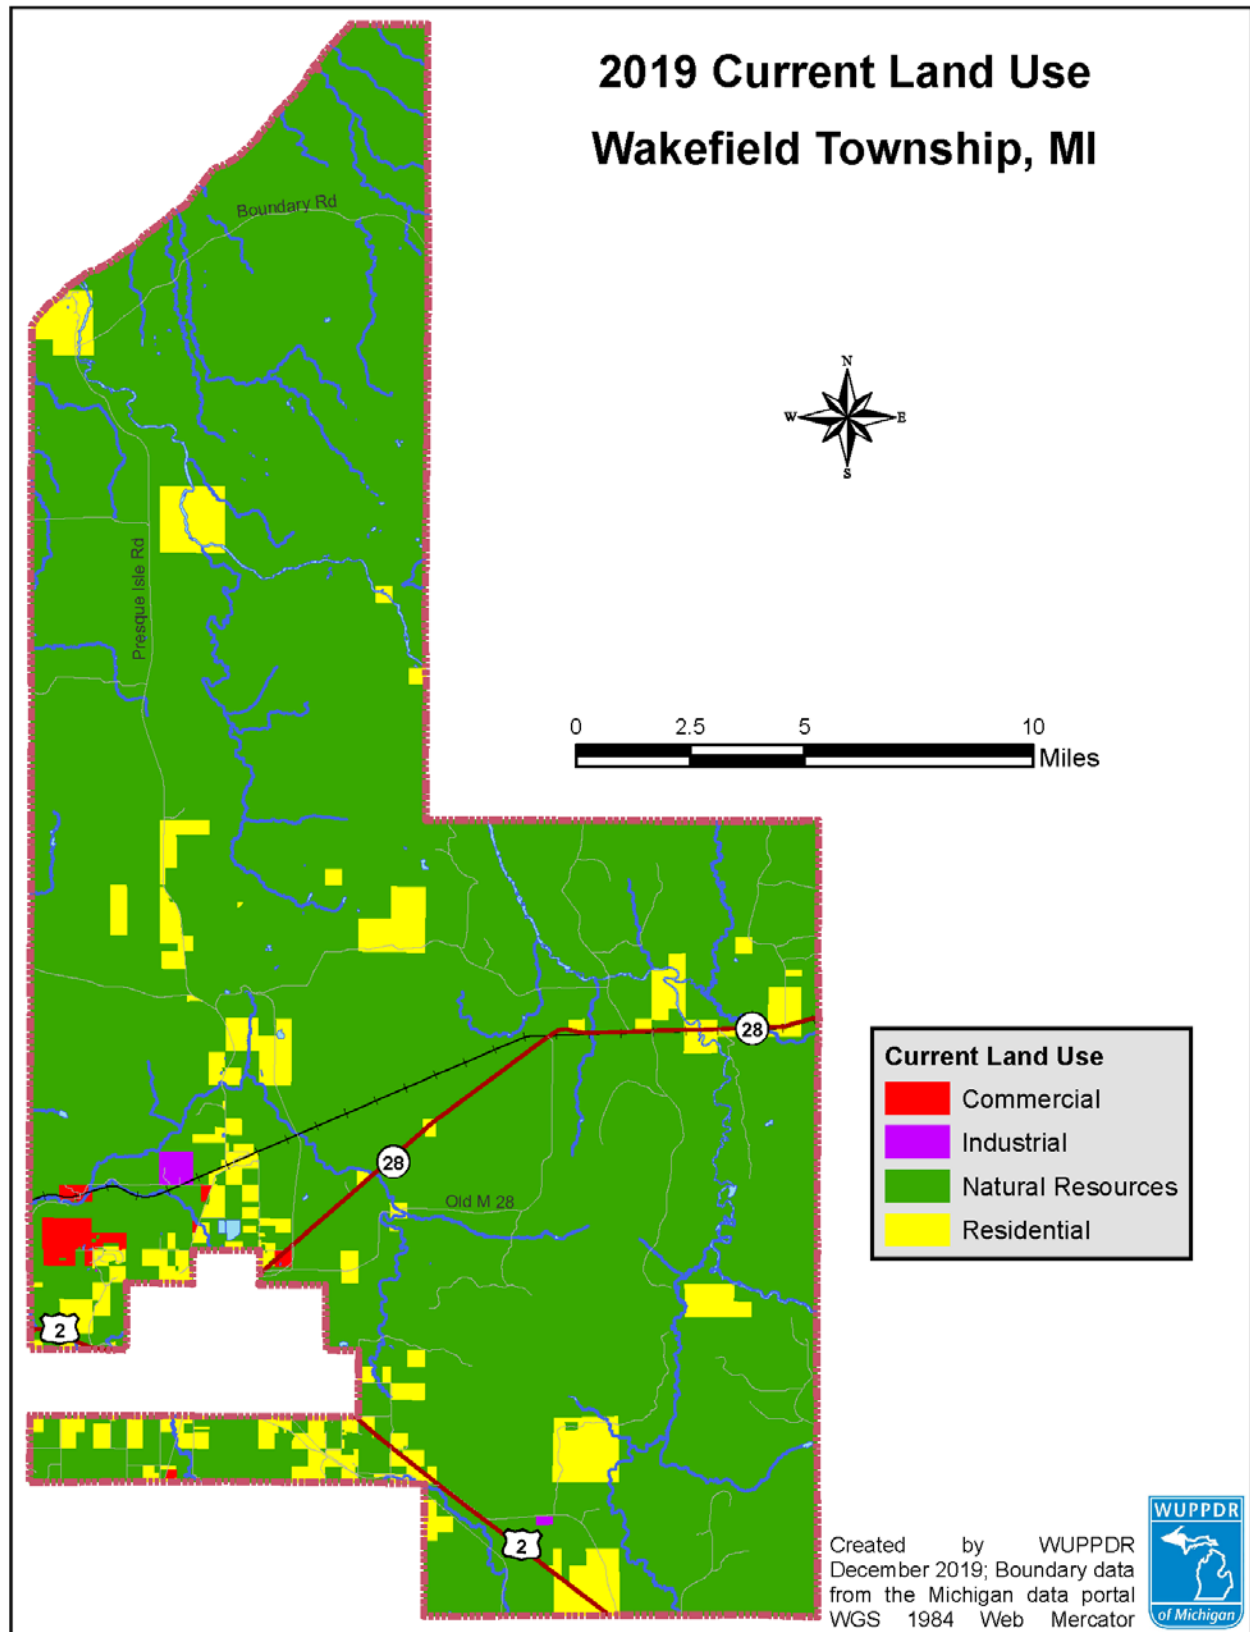 2019 Current Land Use
Wakefield Township, MI
Boundary Rd
N
W E
S
Presque Isle Rd
0 2.5 5 10
Miles
28
Current Land Use
Commercial
Industrial
Natural Resources
Residential
28
Old M 28
2
2
Created by WUPPDR
December 2019; Boundary data
from the Michigan data portal
WGS 1984 Web Mercator
WUPPDR
of Michigan